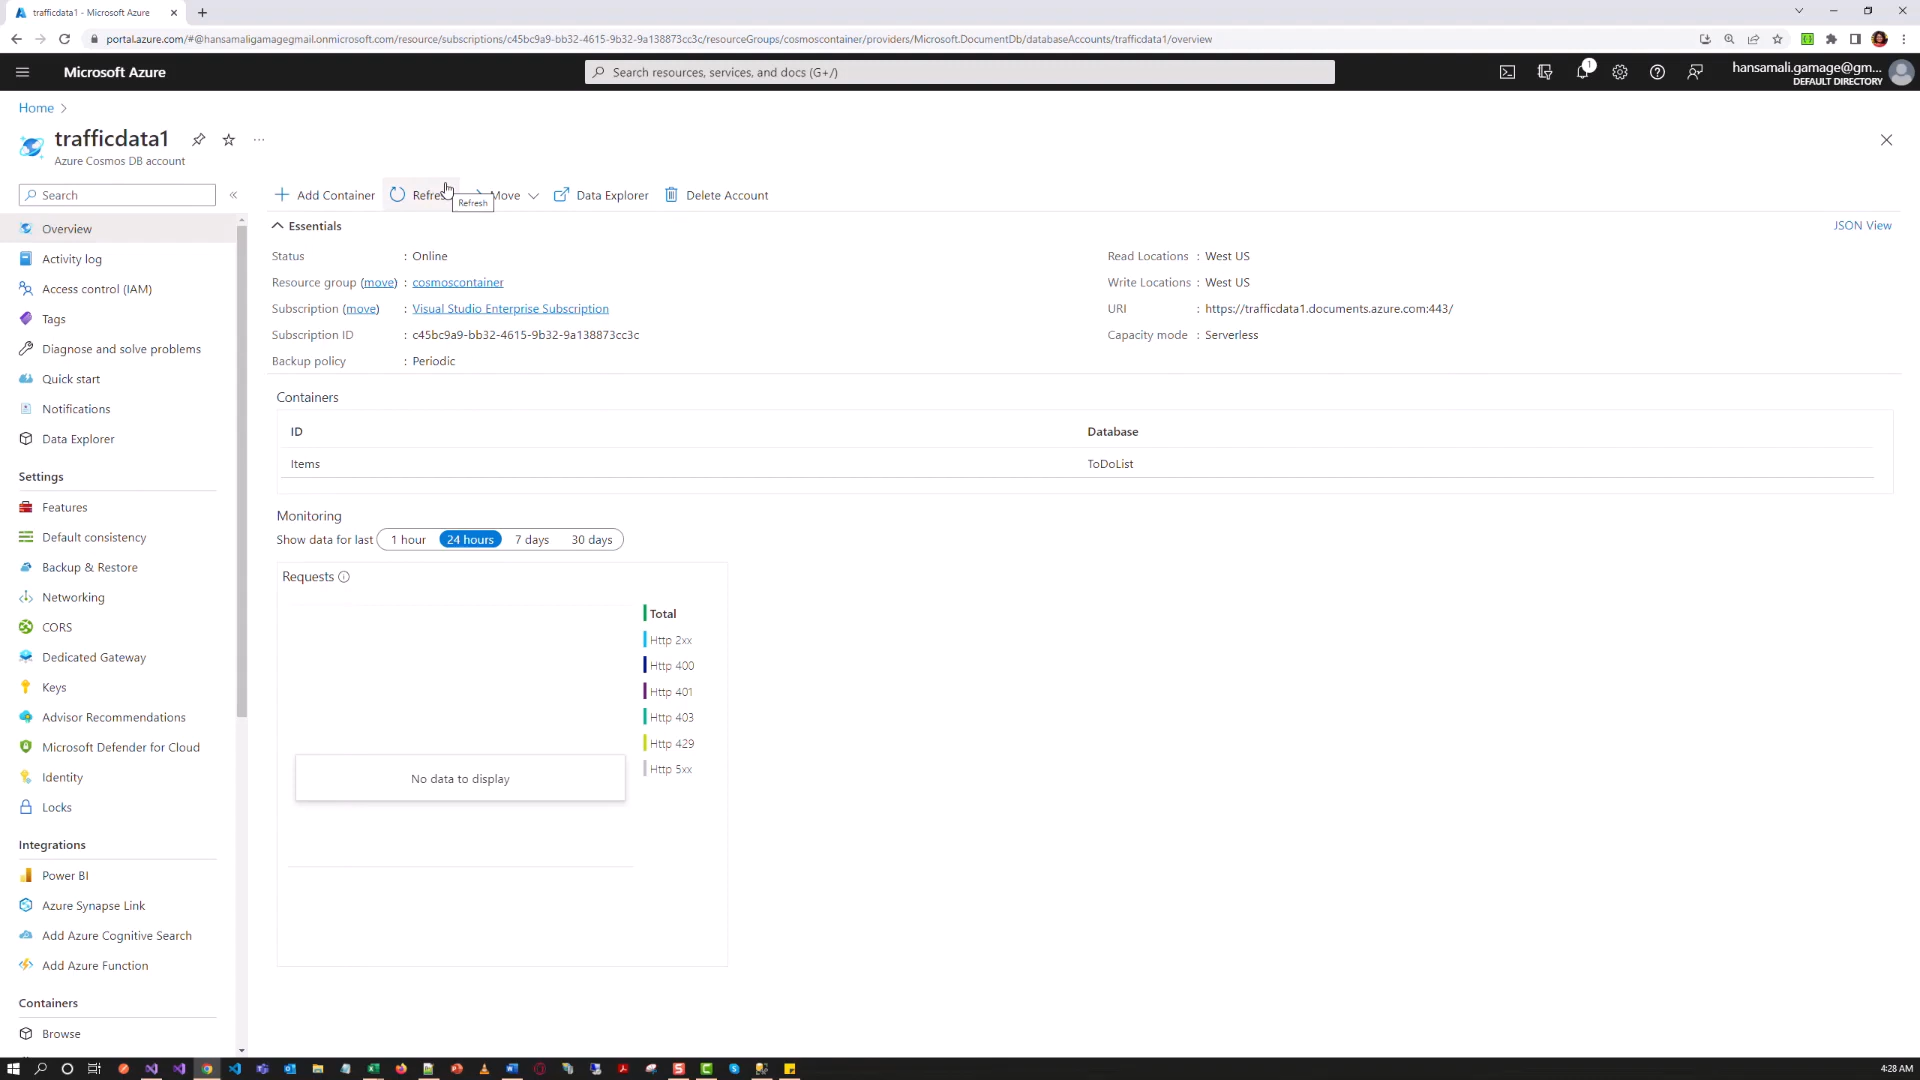 trafficdata1 - Microsoft Azure
portal.azure.com/#@hansamaligamagegmail.onmicrosoft.com/resource/subscriptions/c45bc9a9-bb32-4615-9b32-9a138873cc3c/resourceGroups/cosmoscontainer/providers/Microsoft.DocumentDb/databaseAccounts/trafficdata1/overview
Microsoft Azure
Search resources, services, and docs (G+/)
1
hansamali.gamage@gm...
DEFAULT DIRECTORY
Home
trafficdata1
Azure Cosmos DB account
Search
Add Container
Move
Data Explorer
Delete Account
Refresh
Overview
Activity log
Access control (IAM)
Tags
Diagnose and solve problems
Quick start
Notifications
Data Explorer
Settings
Features
Default consistency
Backup & Restore
Networking
CORS
Dedicated Gateway
Keys
Advisor Recommendations
Microsoft Defender for Cloud
Identity
Locks
Integrations
Power BI
Azure Synapse Link
Add Azure Cognitive Search
Add Azure Function
Containers
Browse
Essentials
JSON View
Status : Online
Resource group (move) : cosmoscontainer
Subscription (move) : Visual Studio Enterprise Subscription
Subscription ID : c45bc9a9-bb32-4615-9b32-9a138873cc3c
Backup policy : Periodic
Read Locations : West US
Write Locations : West US
URI : https://trafficdata1.documents.azure.com:443/
Capacity mode : Serverless
Containers
ID Database
Items ToDoList
Monitoring
Show data for last 1 hour 24 hours 7 days 30 days
Requests
Total
Http 2xx
Http 400
Http 401
Http 403
Http 429
Http 5xx
No data to display
4:28 AM